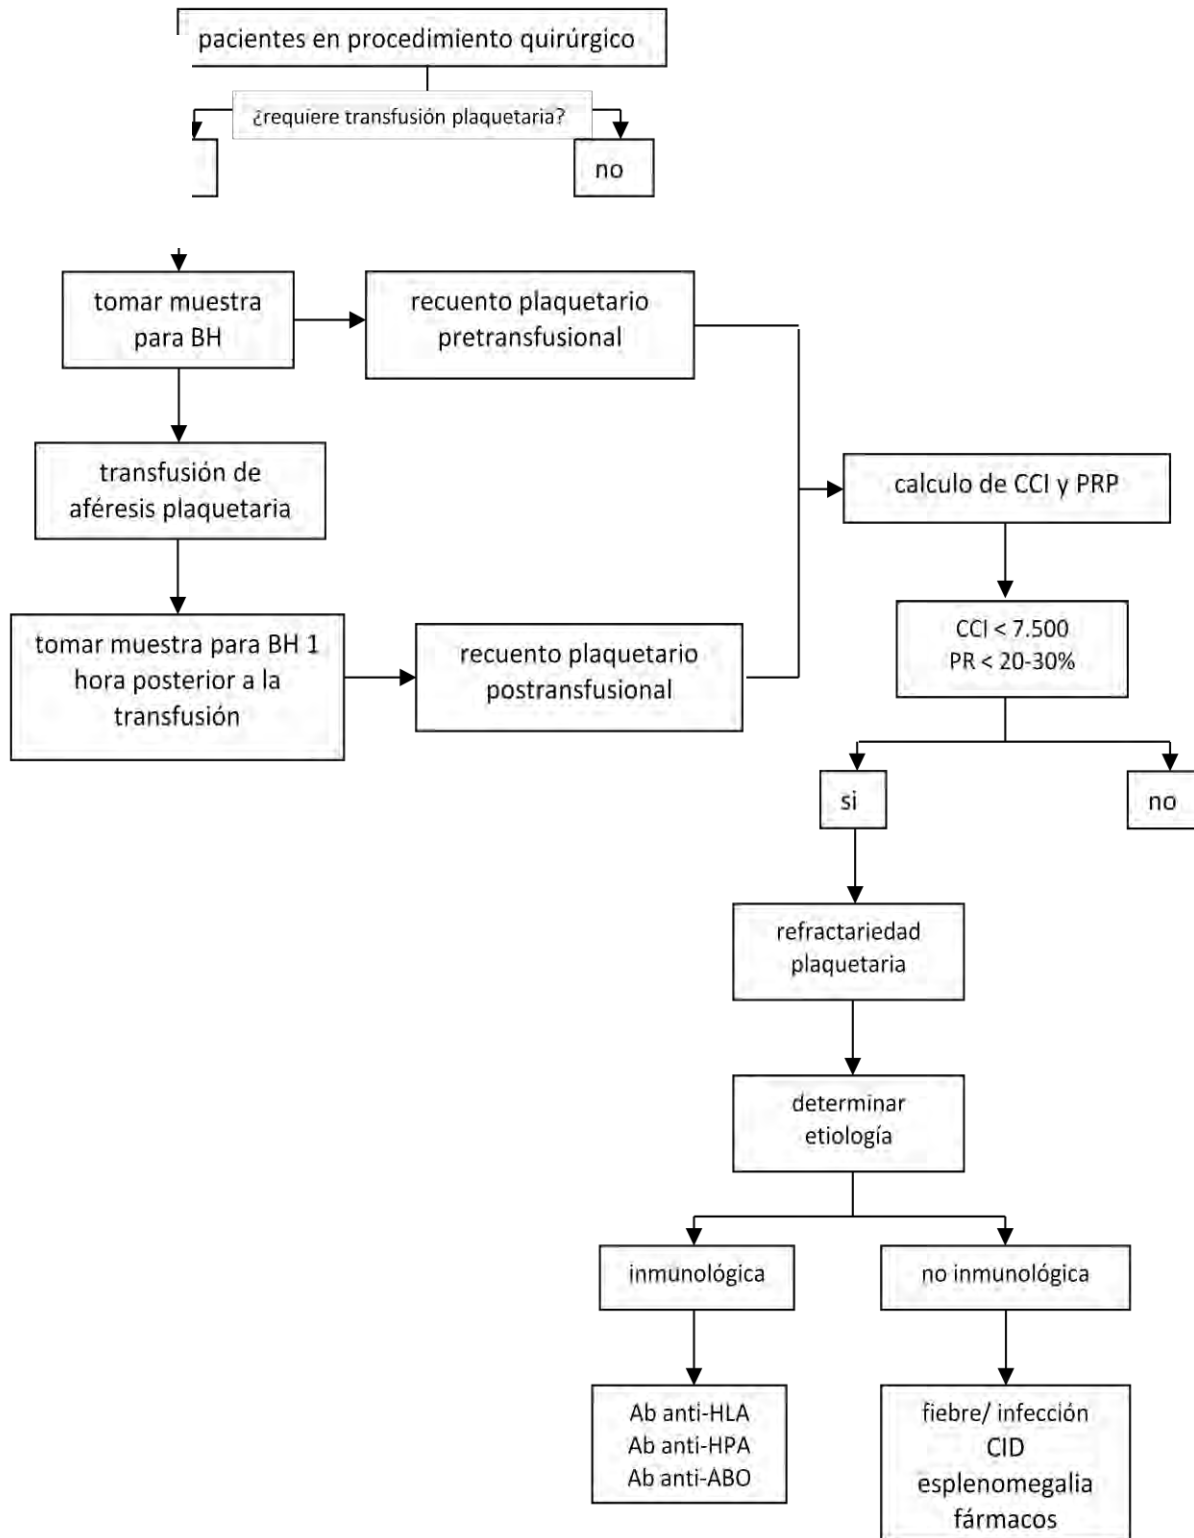 pacientes en procedimiento quirúrgico
¿requiere transfusión plaquetaria?
no
tomar muestra
para BH
recuento plaquetario
pretransfusional
transfusión de
aféresis plaquetaria
calculo de CCI y PRP
tomar muestra para BH 1
hora posterior a la
transfusión
recuento plaquetario
postransfusional
CCI < 7.500
PR < 20-30%
si
no
refractariedad
plaquetaria
determinar
etiología
inmunológica
no inmunológica
Ab anti-HLA
Ab anti-HPA
Ab anti-ABO
fiebre/ infección
CID
esplenomegalia
fármacos